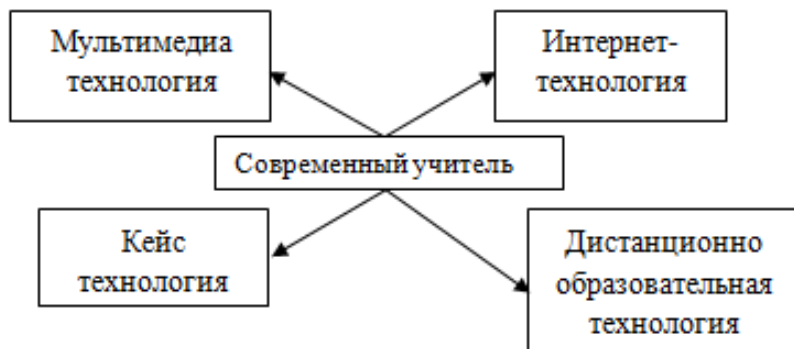 Мультимедиа
технология
Интернет-
технология
Современный учитель
Кейс
технология
Дистанционно
образовательная
технология